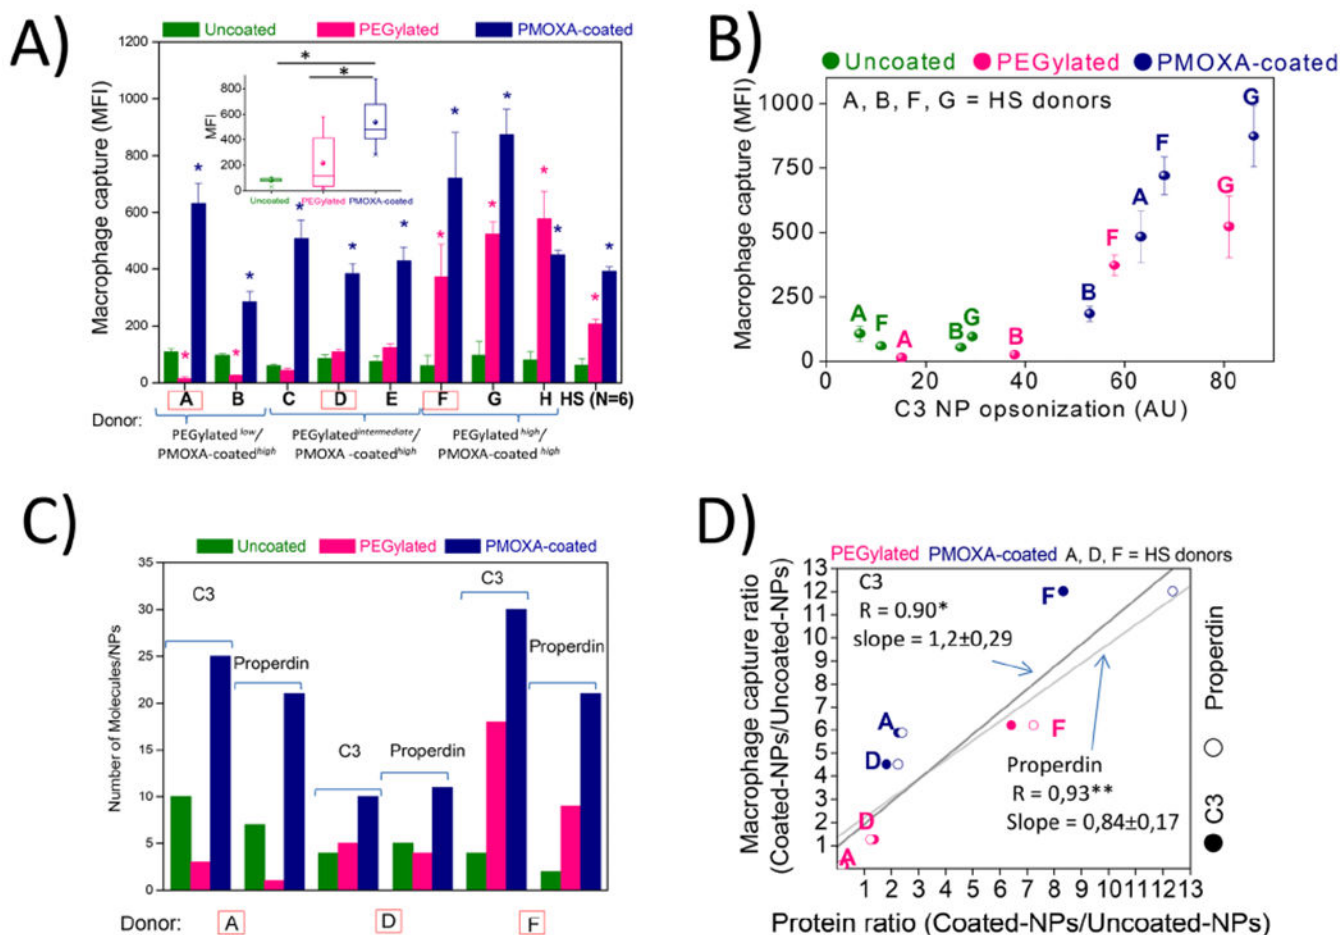 A)
Uncoated PEGylated PMOXA-coated
1200
1000
800
600
400
200
0
Macrophage capture (MFI)
*
*
800
600
400
200
0
MFI
Uncoated PEGylated PMOXA-coated
* * * * * * * * * * * * * * *
A B C D E F G H HS (N=6)
Donor:
PEGylated low/ PEGylated intermediate/ PEGylated high/
PMOXA-coated high PMOXA -coated high PMOXA-coated high
B)
Uncoated PEGylated PMOXA-coated
A, B, F, G = HS donors
1000
750
500
250
0
Macrophage capture (MFI)
G
F
A
G
F
B
A F B G
A B
0 20 40 60 80
C3 NP opsonization (AU)
C)
Uncoated PEGylated PMOXA-coated
35
30
25
20
15
10
5
0
Number of Molecules/NPs
C3
Properdin
C3
Properdin
C3
Properdin
Donor: A D F
D)
PEGylated PMOXA-coated A, D, F = HS donors
13
12
11
10
9
8
7
6
5
4
3
2
1
Macrophage capture ratio
(Coated-NPs/Uncoated-NPs)
C3
R = 0.90*
slope = 1,2±0,29
F
A
F
D
D
A
Properdin
R = 0,93**
Slope = 0,84±0,17
1 2 3 4 5 6 7 8 9 10 11 12 13
Protein ratio (Coated-NPs/Uncoated-NPs)
C3 Properdin